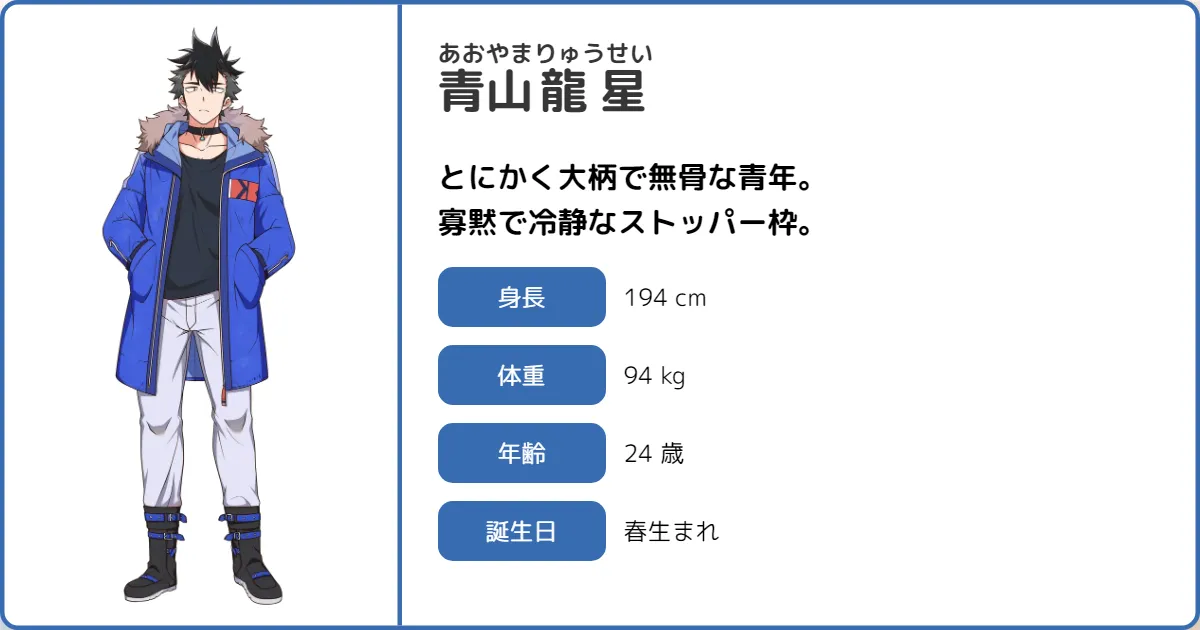 あおやまりゅうせい
青山龍星
とにかく大柄で無骨な青年。
寡黙で冷静なストッパー枠。
身長 194 cm
体重 94 kg
年齢 24 歳
誕生日 春生まれ